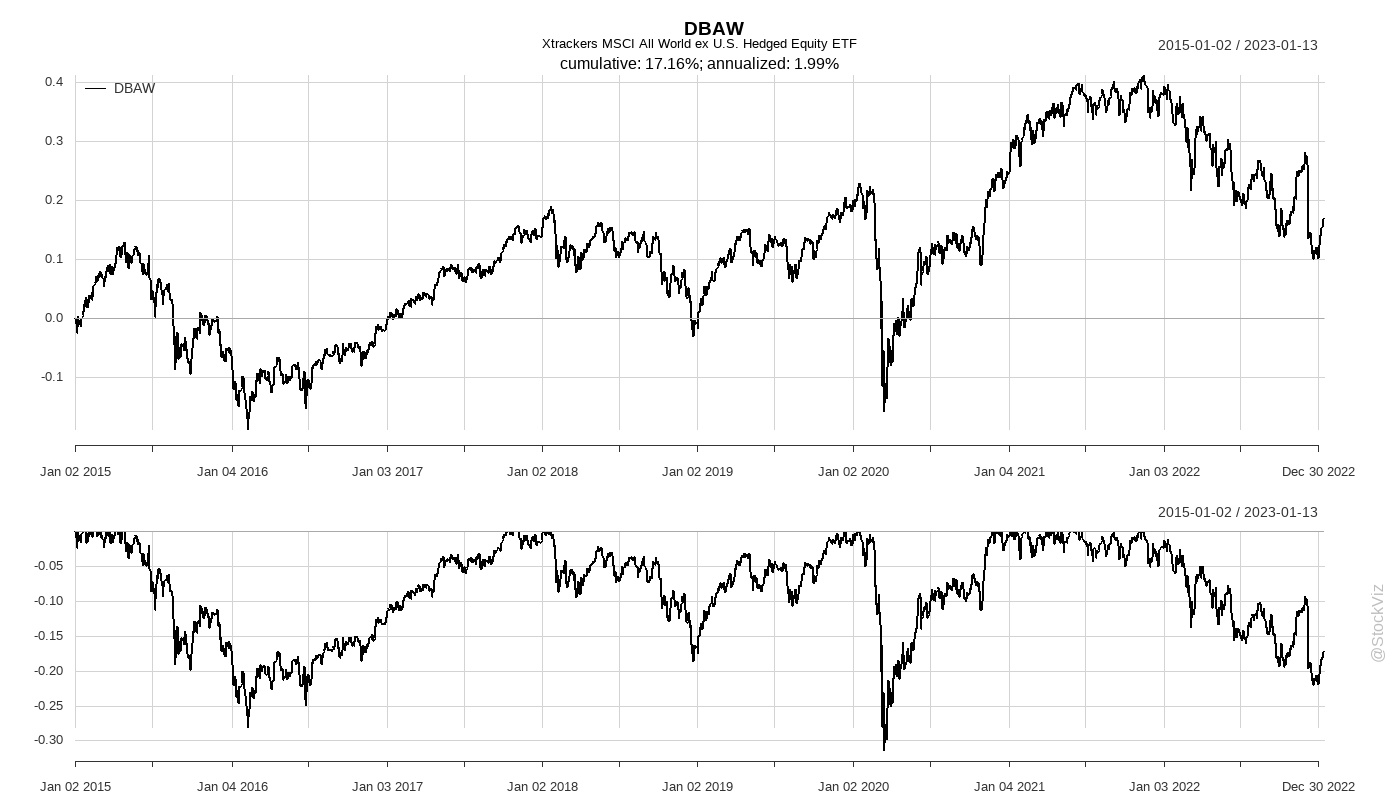 DBAW
Xtrackers MSCI All World ex U.S. Hedged Equity ETF
2015-01-02 / 2023-01-13
cumulative: 17.16%; annualized: 1.99%
DBAW
0.4
0.3
0.2
0.1
0.0
-0.1
Jan 02 2015 Jan 04 2016 Jan 03 2017 Jan 02 2018 Jan 02 2019 Jan 02 2020 Jan 04 2021 Jan 03 2022 Dec 30 2022
2015-01-02 / 2023-01-13
-0.05
-0.10
-0.15
-0.20
-0.25
-0.30
Jan 02 2015 Jan 04 2016 Jan 03 2017 Jan 02 2018 Jan 02 2019 Jan 02 2020 Jan 04 2021 Jan 03 2022 Dec 30 2022
@StockViz